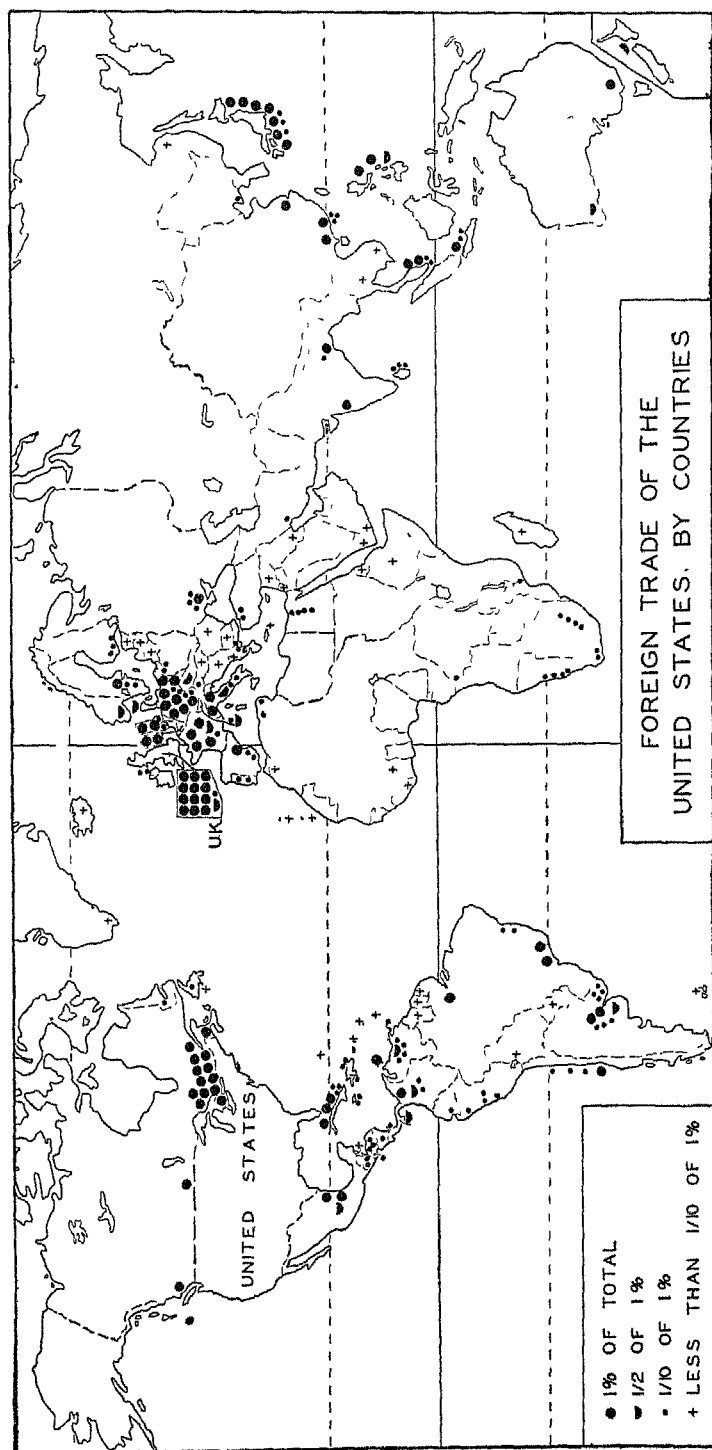 FOREIGN TRADE OF THE
UNITED STATES, BY COUNTRIES
U.K.
UNITED STATES
1% OF TOTAL
1/2 OF 1%
1/10 OF 1%
+ LESS THAN 1/10 OF 1%